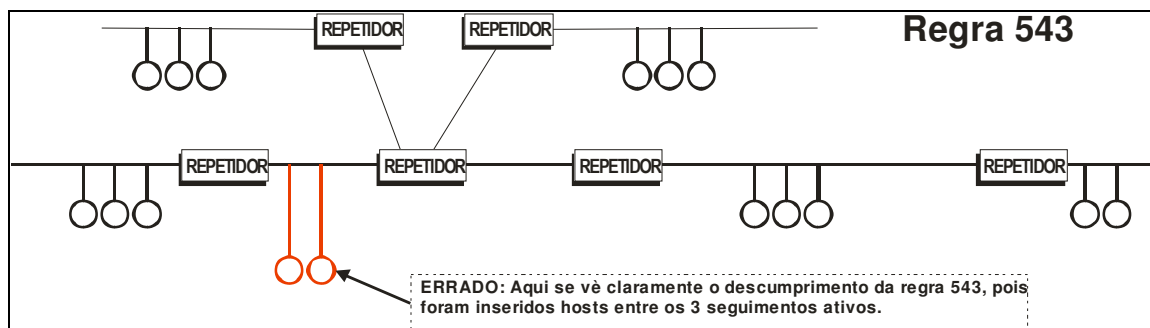 REPETIDOR REPETIDOR Regra 543
REPETIDOR REPETIDOR REPETIDOR REPETIDOR
ERRADO: Aqui se vè claramente o descumprimento da regra 543, pois
foram inseridos hosts entre os 3 seguimentos ativos.